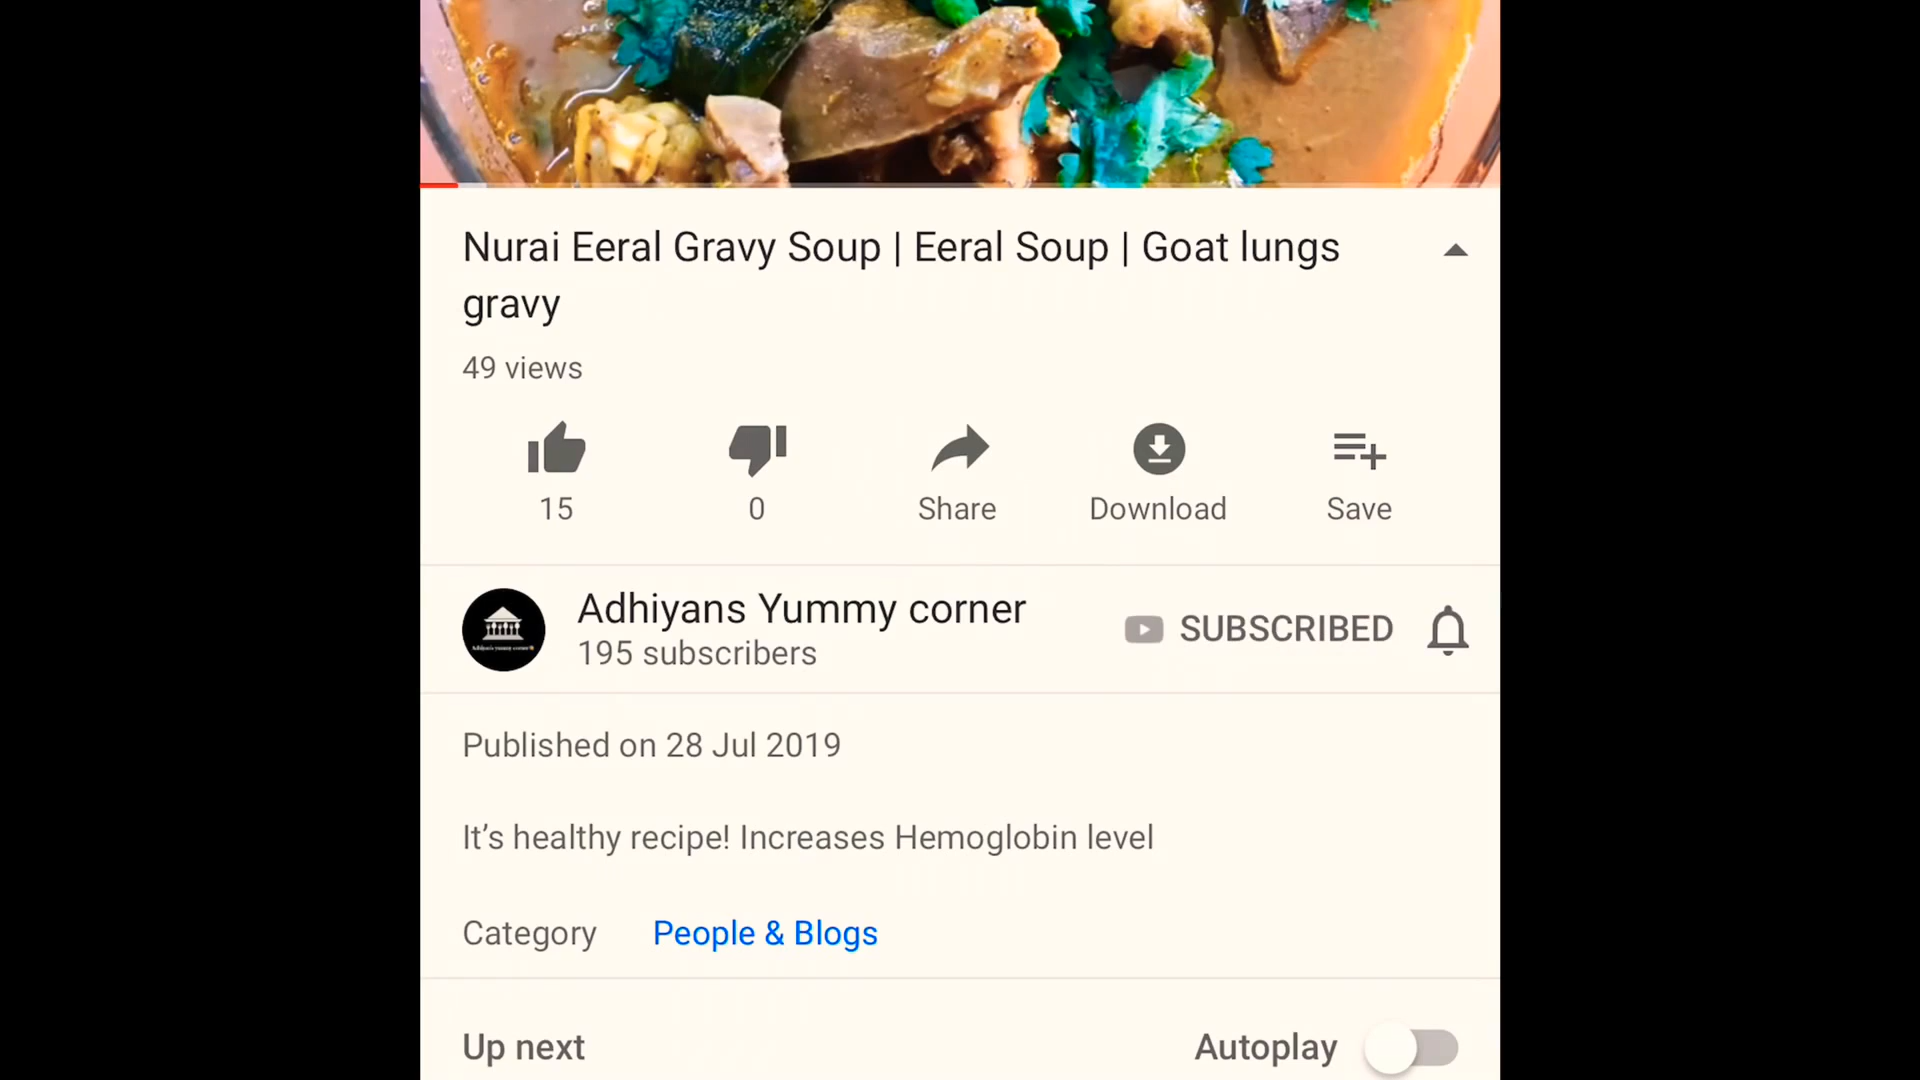 Nurai Eeral Gravy Soup | Eeral Soup | Goat lungs
gravy
49 views
15
0
Share
Download
Save
Adhiyans Yummy corner
195 subscribers
SUBSCRIBED
Published on 28 Jul 2019
It’s healthy recipe! Increases Hemoglobin level
Category People & Blogs
Up next
Autoplay